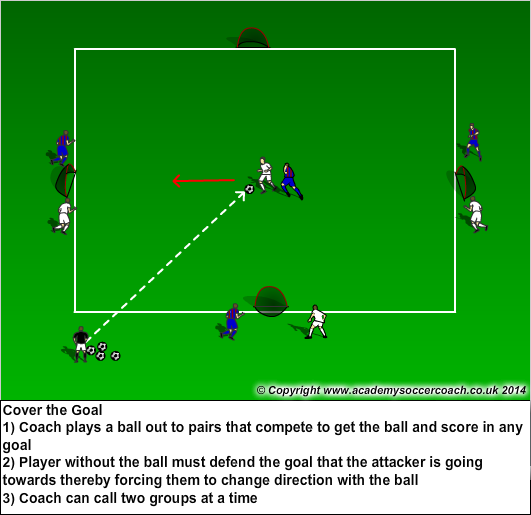 © Copyright www.academysoccercoach.co.uk 2014
Cover the Goal
1) Coach plays a ball out to pairs that compete to get the ball and score in any
goal
2) Player without the ball must defend the goal that the attacker is going
towards thereby forcing them to change direction with the ball
3) Coach can call two groups at a time